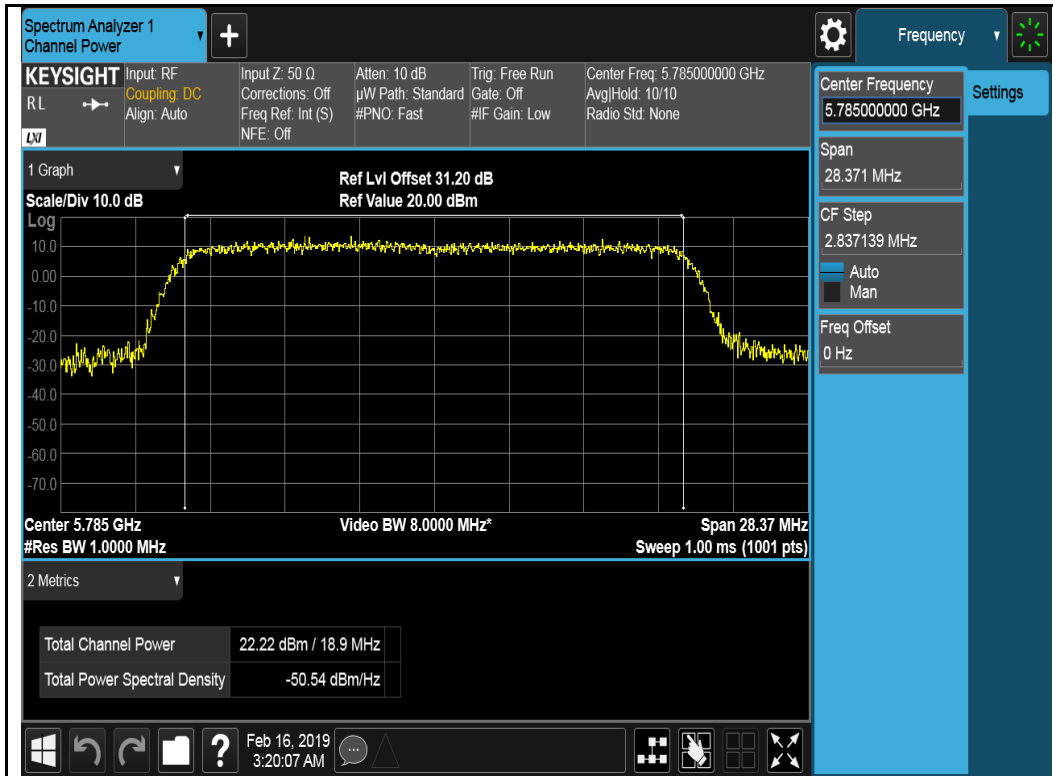 Spectrum Analyzer 1
Channel Power
Frequency
KEYSIGHT
R L
LXI
Input: RF
Coupling: DC
Align: Auto
Input Z: 50 Ω
Corrections: Off
Freq Ref: Int (S)
NFE: Off
Atten: 10 dB
µW Path: Standard
#PNO: Fast
Trig: Free Run
Gate: Off
#IF Gain: Low
Center Freq: 5.785000000 GHz
Avg|Hold: 10/10
Radio Std: None
Center Frequency
5.785000000 GHz
Settings
Span
28.371 MHz
CF Step
2.837139 MHz
Auto
Man
Freq Offset
0 Hz
1 Graph
Scale/Div 10.0 dB
Ref Lvl Offset 31.20 dB
Ref Value 20.00 dBm
Log
10.0
0.00
-10.0
-20.0
-30.0
-40.0
-50.0
-60.0
-70.0
Center 5.785 GHz
#Res BW 1.0000 MHz
Video BW 8.0000 MHz*
Span 28.37 MHz
Sweep 1.00 ms (1001 pts)
2 Metrics
Total Channel Power 22.22 dBm / 18.9 MHz
Total Power Spectral Density -50.54 dBm/Hz
?
Feb 16, 2019
3:20:07 AM